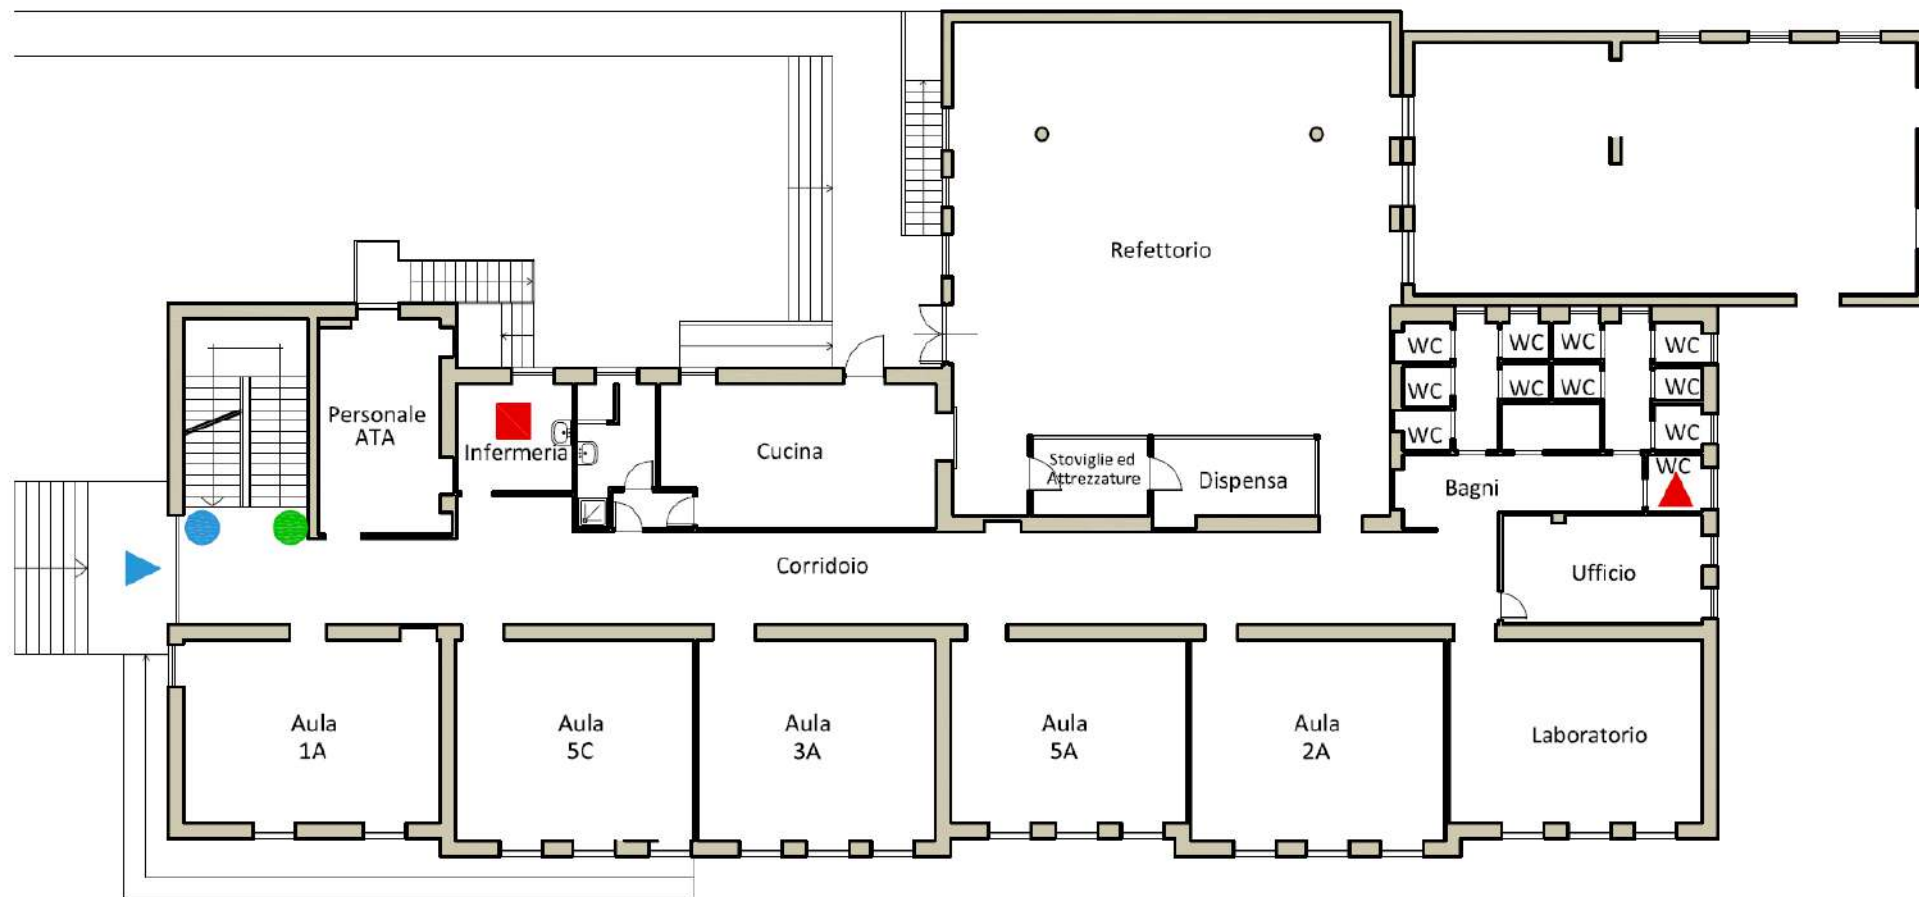 Refettorio
WC
WC
WC
WC
WC
WC
WC
WC
WC
WC
WC
Personale
ATA
Infermeria
Cucina
Stoviglie ed
Attrezzature
Dispensa
Bagni
Corridoio
Ufficio
Aula
1A
Aula
5C
Aula
3A
Aula
5A
Aula
2A
Laboratorio